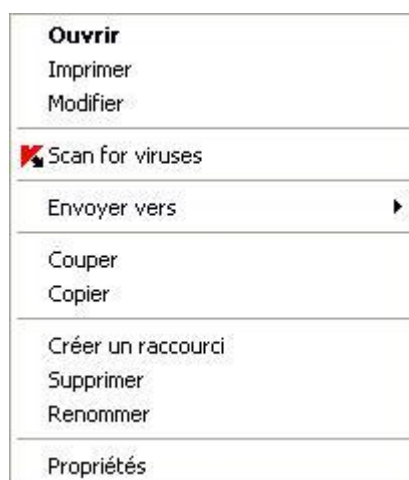 Ouvrir
Imprimer
Modifier
Scan for viruses
Envoyer vers
Couper
Copier
Créer un raccourci
Supprimer
Renommer
Propriétés